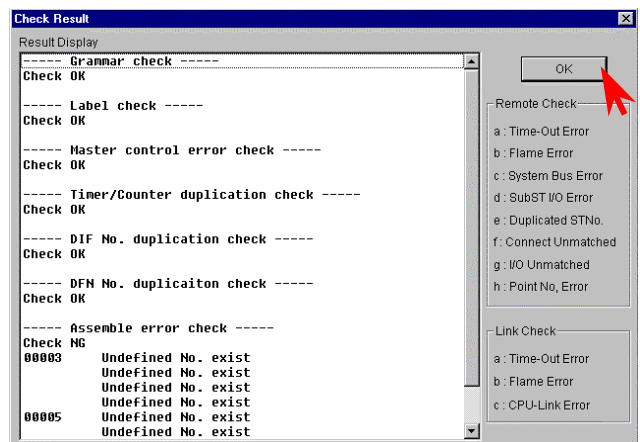 Check Result
Result Display
----- Grammar check -----
Check OK
----- Label check -----
Check OK
----- Master control error check -----
Check OK
----- Timer/Counter duplication check -----
Check OK
----- DIF No. duplication check -----
Check OK
----- DFN No. duplicaiton check -----
Check OK
----- Assemble error check -----
Check NG
00003 Undefined No. exist
Undefined No. exist
Undefined No. exist
Undefined No. exist
00005 Undefined No. exist
Undefined No. exist
OK
Remote Check
a : Time-Out Error
b : Flame Error
c : System Bus Error
d : SubST I/O Error
e : Duplicated STNo.
f : Connect Unmatched
g : I/O Unmatched
h : Point No, Error
Link Check
a : Time-Out Error
b : Flame Error
c : CPU-Link Error